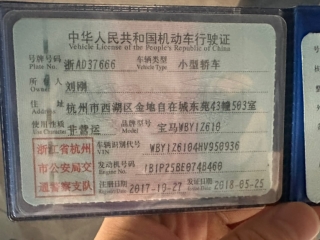 中华人民共和国机动车行驶证
Vehicle License of the People's Republic of China
号牌号码 浙AD37666 车辆类型 小型轿车
Plate No. Vehicle Type
所有人 刘刚
Owner
住址 杭州市西湖区金地自在城东苑43幢503室
Address
使用性质 非营运 品牌型号 宝马WBY1Z610
Use Character Model
浙江省杭州 车辆识别代号 WBY1Z6104HV950936
VIN
市公安局交 发动机号码 IB1P25B
Engine No.
通警察支队 注册日期 2017-10-27 发证日期 2018-05-25